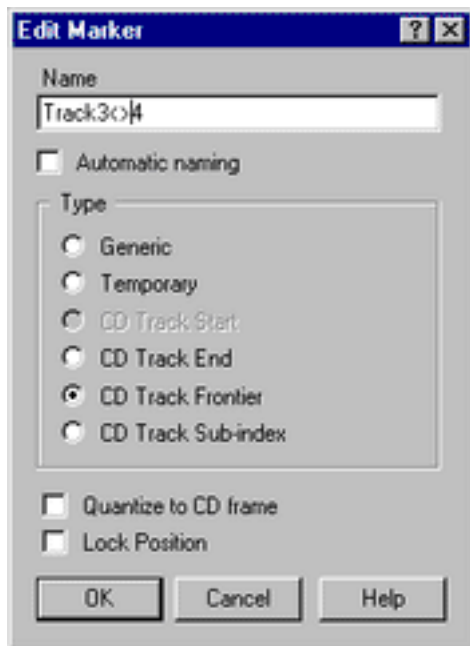 Edit Marker
Name
Track3<>4
Automatic naming
Type
Generic
Temporary
CD Track Start
CD Track End
CD Track Frontier
CD Track Sub-index
Quantize to CD frame
Lock Position
OK Cancel Help